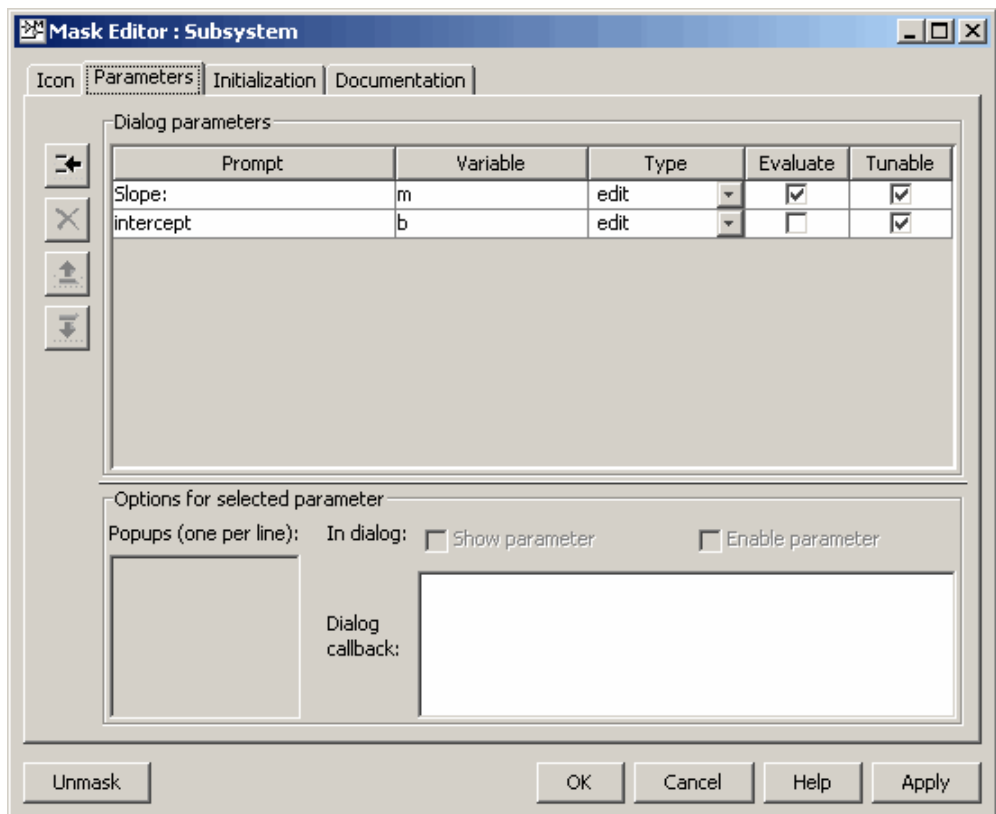 Mask Editor : Subsystem
Icon Parameters Initialization Documentation
Dialog parameters
Prompt Variable Type Evaluate Tunable
Slope: m edit
intercept b edit
Options for selected parameter
Popups (one per line): In dialog: Show parameter Enable parameter
Dialog
callback:
Unmask OK Cancel Help Apply